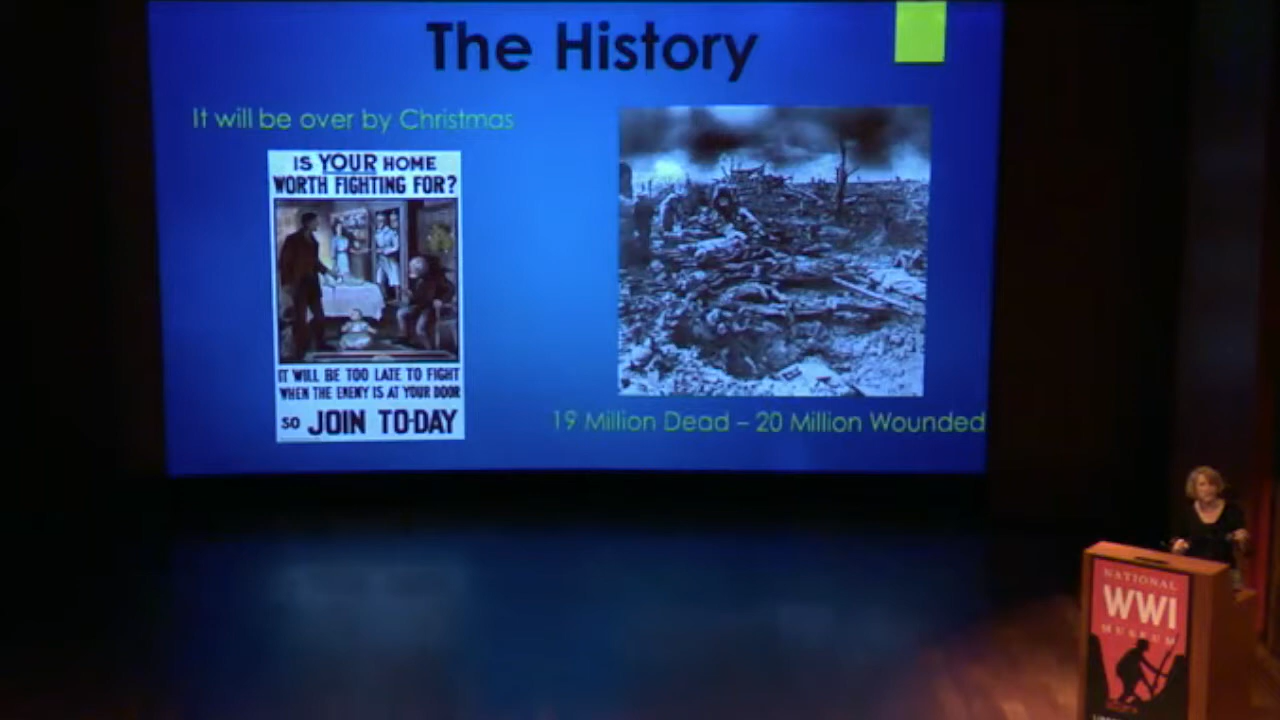 The History
It will be over by Christmas
IS YOUR HOME
WORTH FIGHTING FOR?
IT WILL BE TOO LATE TO FIGHT
WHEN THE ENEMY IS AT YOUR DOOR
SO JOIN TO-DAY
19 Million Dead – 20 Million Wounded
NATIONAL
WWI
MUSEUM